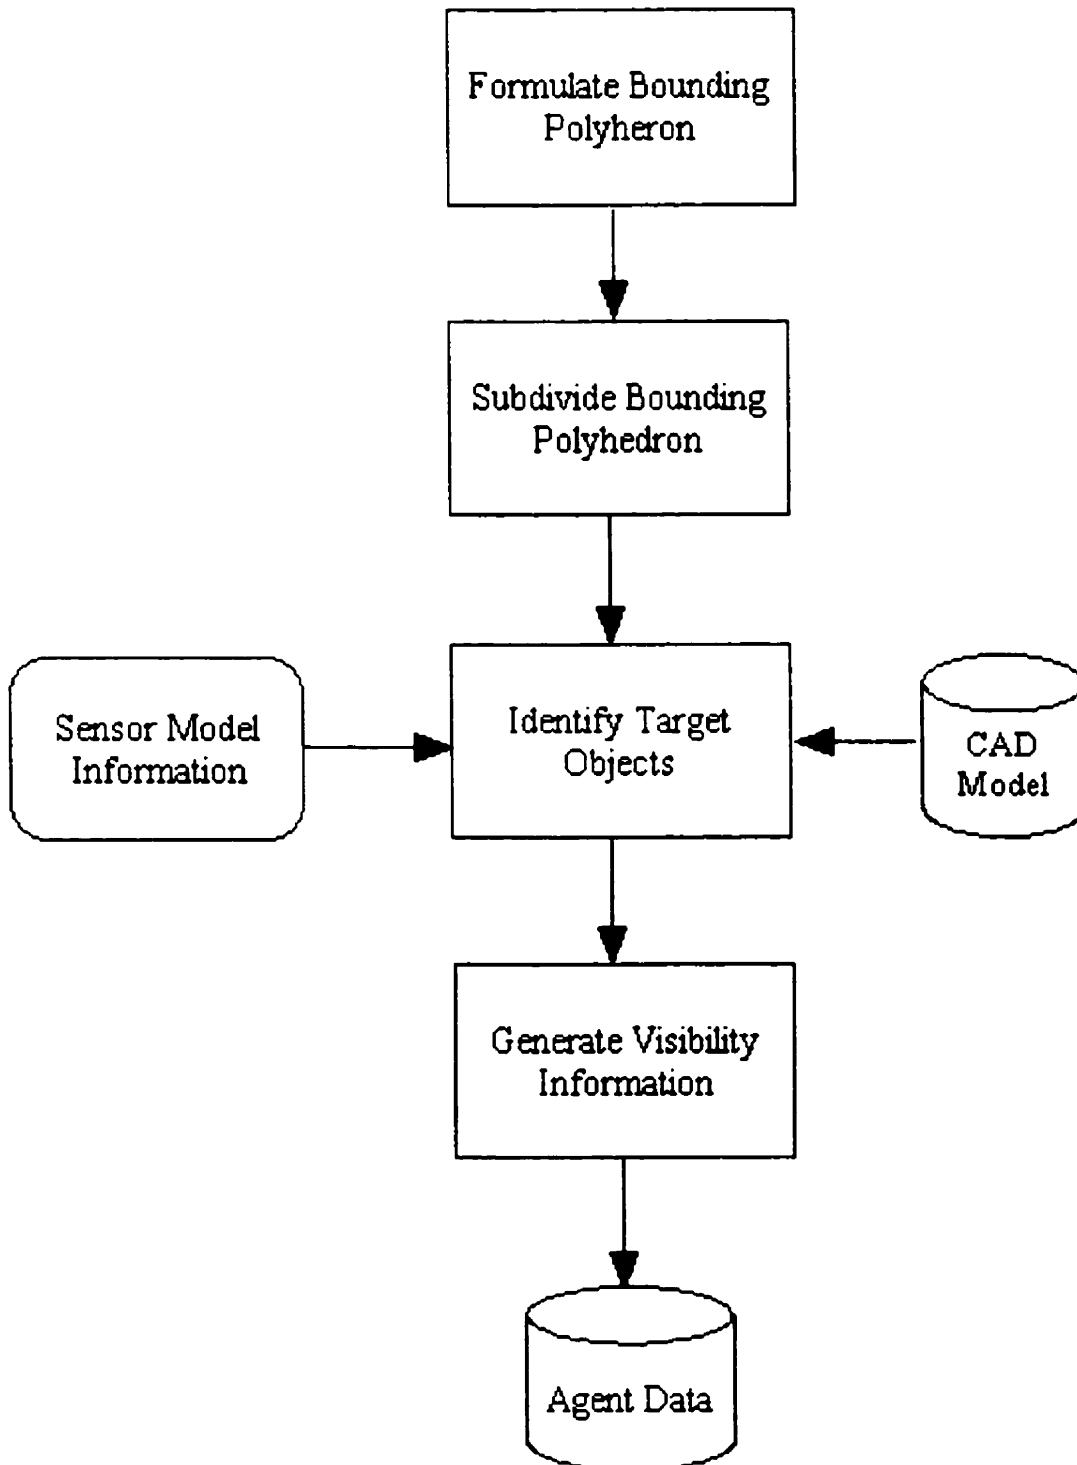 Formulate Bounding
Polyheron
Subdivide Bounding
Polyhedron
Sensor Model
Information
Identify Target
Objects
CAD
Model
Generate Visibility
Information
Agent Data